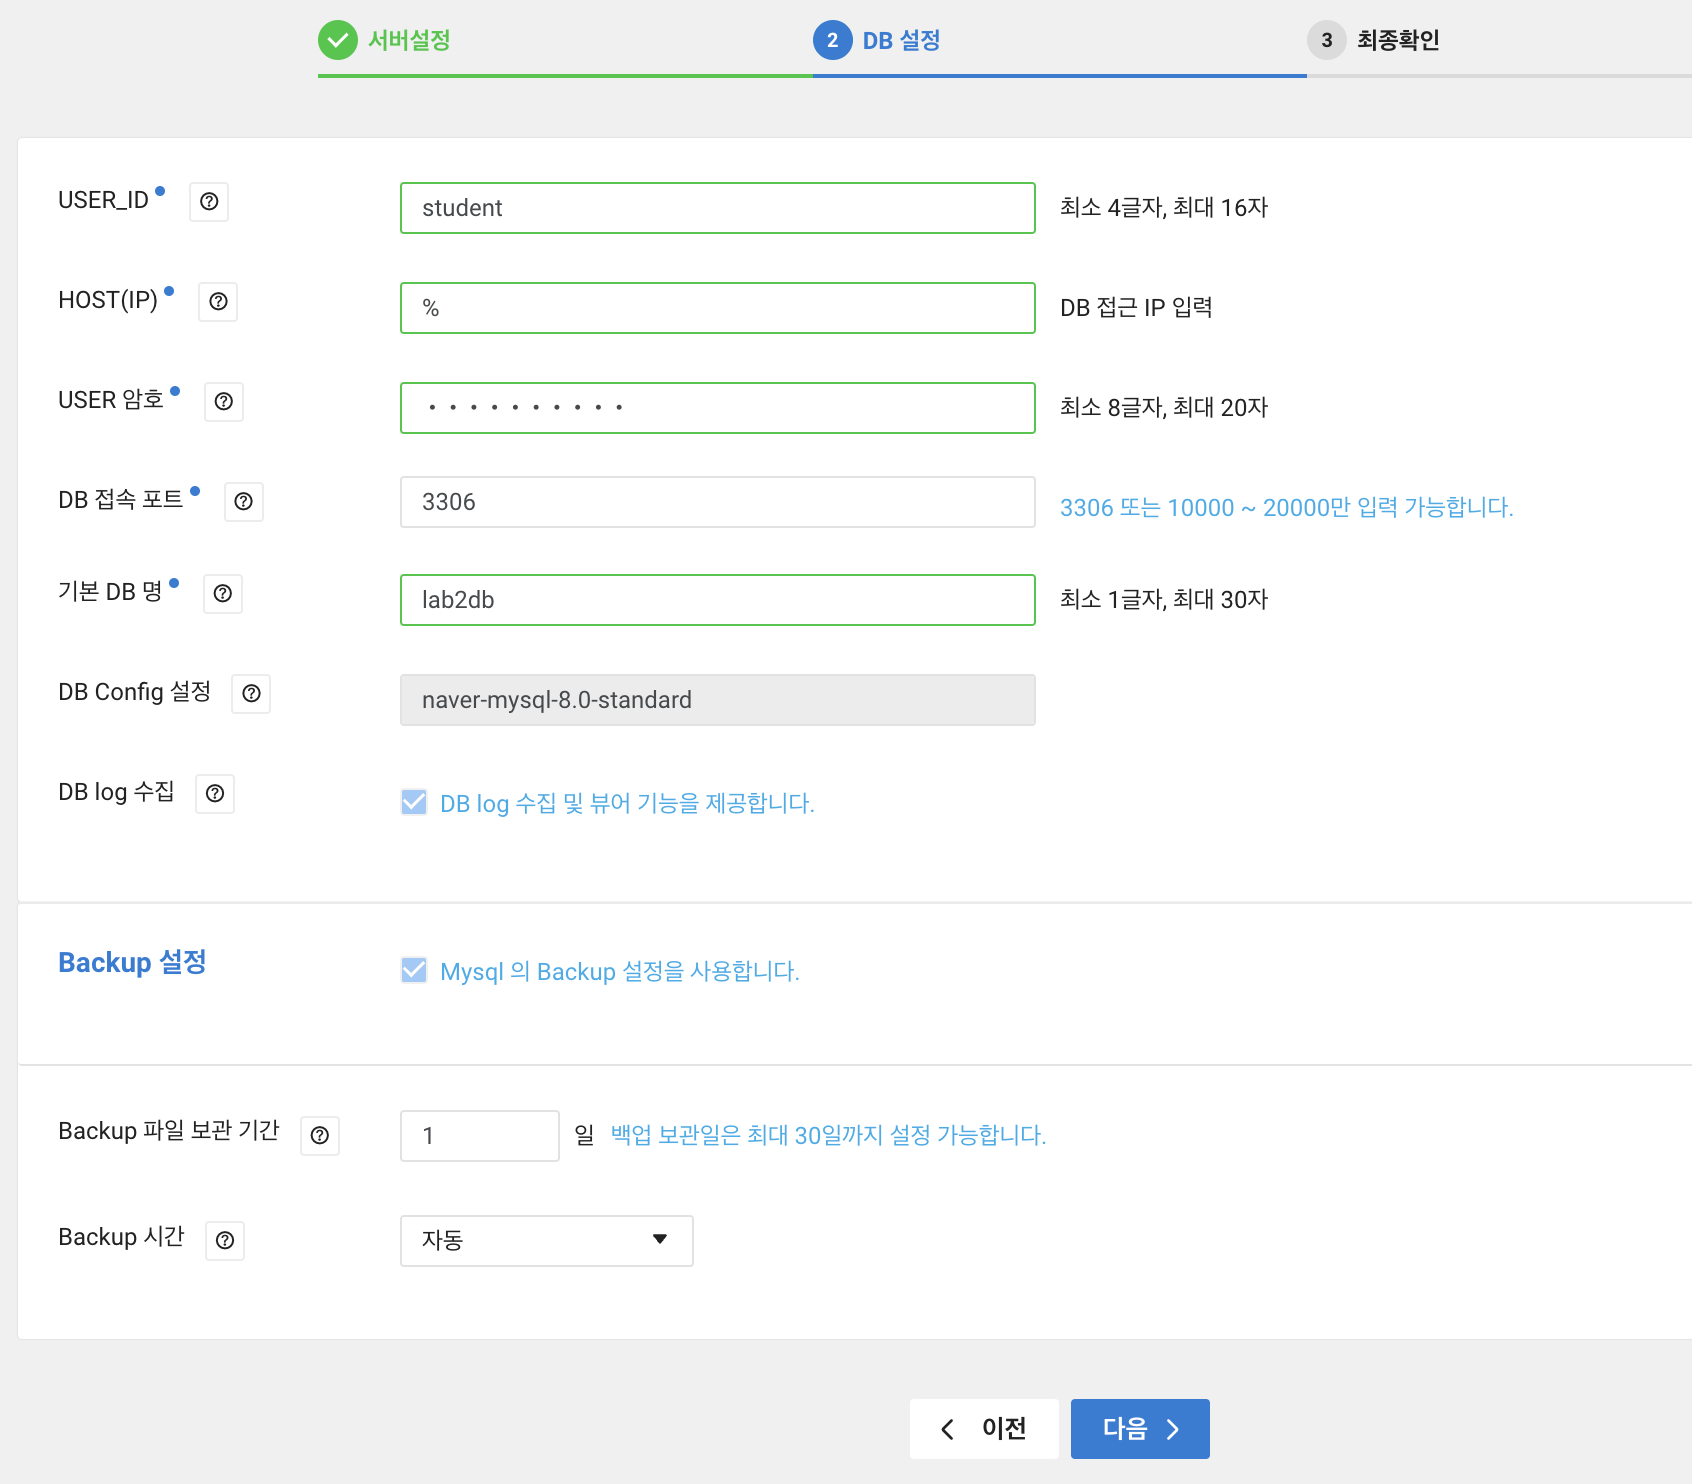 서버설정
2 DB 설정
3 최종확인
USER_ID student 최소 4글자, 최대 16자
HOST(IP) % DB 접근 IP 입력
USER 암호 •••••••••• 최소 8글자, 최대 20자
DB 접속 포트 3306 3306 또는 10000 ~ 20000만 입력 가능합니다.
기본 DB 명 lab2db 최소 1글자, 최대 30자
DB Config 설정 naver-mysql-8.0-standard
DB log 수집 DB log 수집 및 뷰어 기능을 제공합니다.
Backup 설정 Mysql 의 Backup 설정을 사용합니다.
Backup 파일 보관 기간 1 일 백업 보관일은 최대 30일까지 설정 가능합니다.
Backup 시간 자동
이전 다음